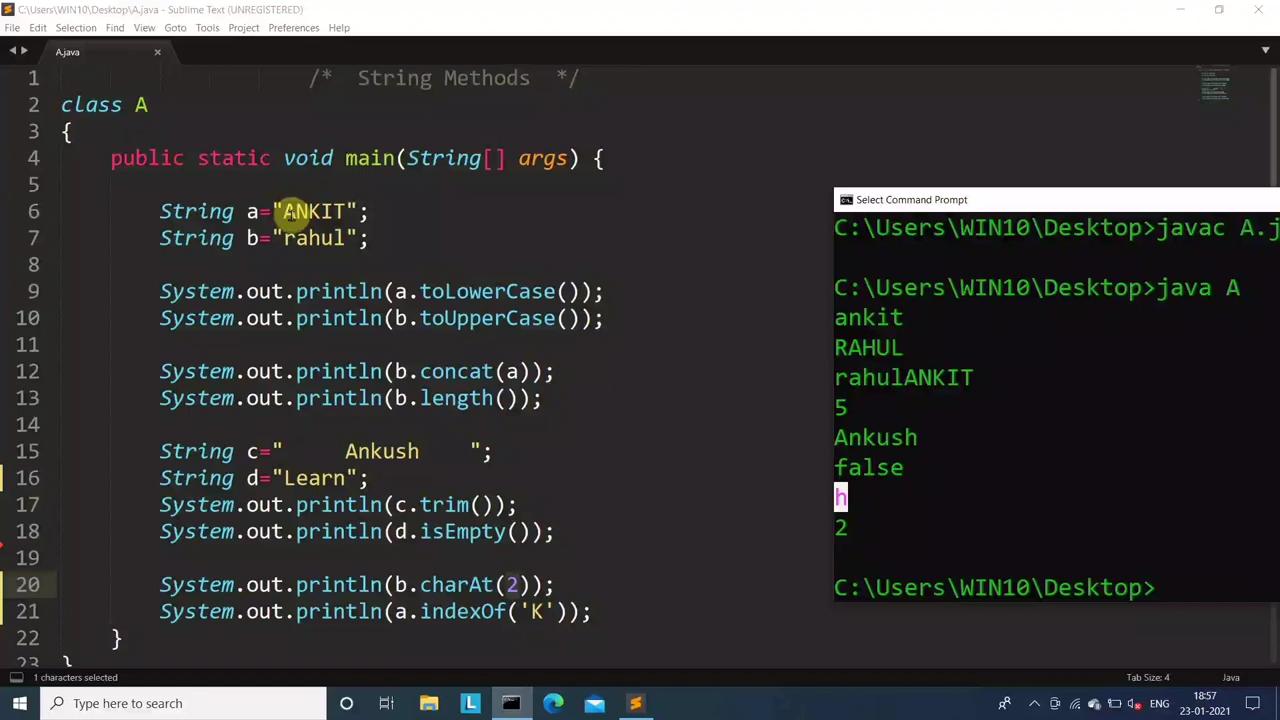 C:\Users\WIN10\Desktop\A.java - Sublime Text (UNREGISTERED)
File Edit Selection Find View Goto Tools Project Preferences Help
A.java
1 /* String Methods */
2 class A
3 {
4 public static void main(String[] args) {
5
6 String a="ANKIT";
7 String b="rahul";
8
9 System.out.println(a.toLowerCase());
10 System.out.println(b.toUpperCase());
11
12 System.out.println(b.concat(a));
13 System.out.println(b.length());
14
15 String c="      Ankush    ";
16 String d="Learn";
17 System.out.println(c.trim());
18 System.out.println(d.isEmpty());
19
20 System.out.println(b.charAt(2));
21 System.out.println(a.indexOf('K'));
22 }
23 }
Select Command Prompt
C:\Users\WIN10\Desktop>javac A.j
C:\Users\WIN10\Desktop>java A
ankit
RAHUL
rahulANKIT
5
Ankush
false
h
2
C:\Users\WIN10\Desktop>
1 characters selected
Tab Size: 4 Java
Type here to search
L
18:57
23-01-2021